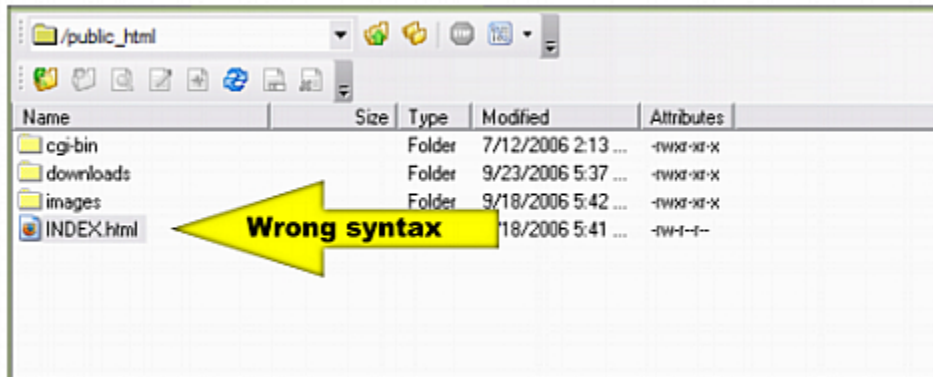 /public_html
Name Size Type Modified Attributes
cgi-bin Folder 7/12/2006 2:13 ... -rwxr-xr-x
downloads Folder 9/23/2006 5:37 ... -rwxr-xr-x
images Folder 9/18/2006 5:42 ... -rwxr-xr-x
INDEX.html Wrong syntax /18/2006 5:41 ... -rw-r--r--